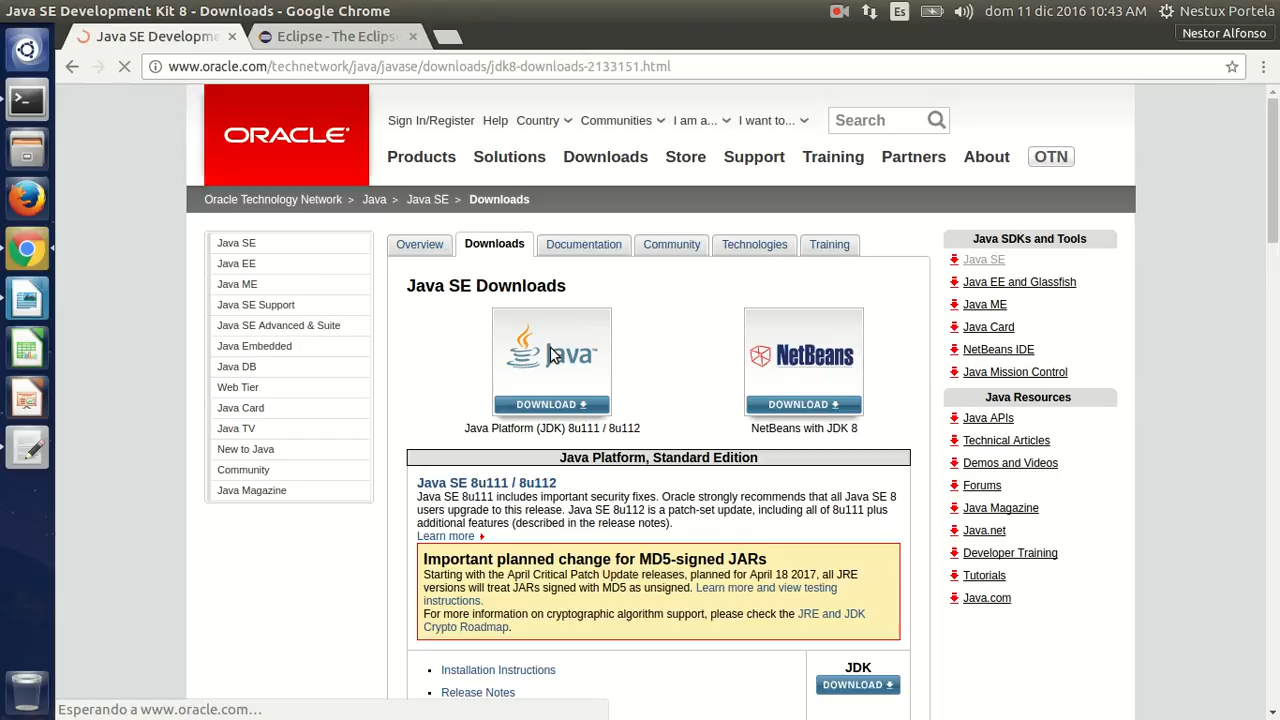 Java SE Development Kit 8 - Downloads - Google Chrome
Es
dom 11 dic 2016 10:43 AM
Nestux Portela
Java SE Developm
Eclipse - The Eclips
Nestor Alfonso
www.oracle.com/technetwork/java/javase/downloads/jdk8-downloads-2133151.html
ORACLE®
Sign In/Register Help Country Communities I am a... I want to... Search
Products Solutions Downloads Store Support Training Partners About OTN
Oracle Technology Network > Java > Java SE > Downloads
Java SE
Java EE
Java ME
Java SE Support
Java SE Advanced & Suite
Java Embedded
Java DB
Web Tier
Java Card
Java TV
New to Java
Community
Java Magazine
Overview Downloads Documentation Community Technologies Training
Java SE Downloads
Java™
DOWNLOAD
Java Platform (JDK) 8u111 / 8u112
NetBeans
DOWNLOAD
NetBeans with JDK 8
Java Platform, Standard Edition
Java SE 8u111 / 8u112
Java SE 8u111 includes important security fixes. Oracle strongly recommends that all Java SE 8
users upgrade to this release. Java SE 8u112 is a patch-set update, including all of 8u111 plus
additional features (described in the release notes).
Learn more
Important planned change for MD5-signed JARs
Starting with the April Critical Patch Update releases, planned for April 18 2017, all JRE
versions will treat JARs signed with MD5 as unsigned. Learn more and view testing
instructions.
For more information on cryptographic algorithm support, please check the JRE and JDK
Crypto Roadmap.
Installation Instructions
Release Notes
JDK
DOWNLOAD
Java SDKs and Tools
Java SE
Java EE and Glassfish
Java ME
Java Card
NetBeans IDE
Java Mission Control
Java Resources
Java APIs
Technical Articles
Demos and Videos
Forums
Java Magazine
Java.net
Developer Training
Tutorials
Java.com
Esperando a www.oracle.com…